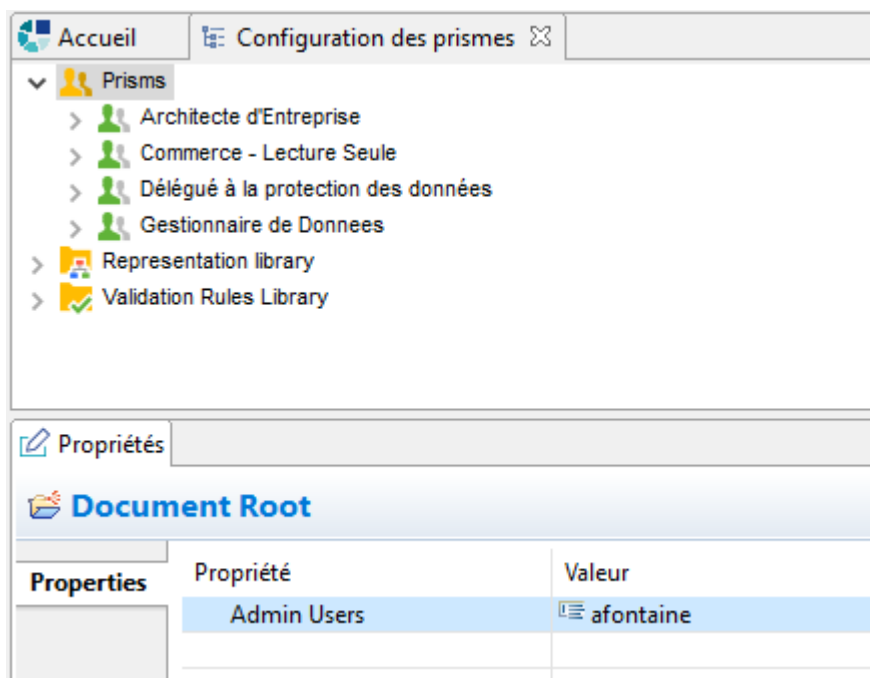 Accueil
Configuration des prismes
Prisms
Architecte d'Entreprise
Commerce - Lecture Seule
Délégué à la protection des données
Gestionnaire de Donnees
Representation library
Validation Rules Library
Propriétés
Document Root
Properties
Propriété Valeur
Admin Users afontaine